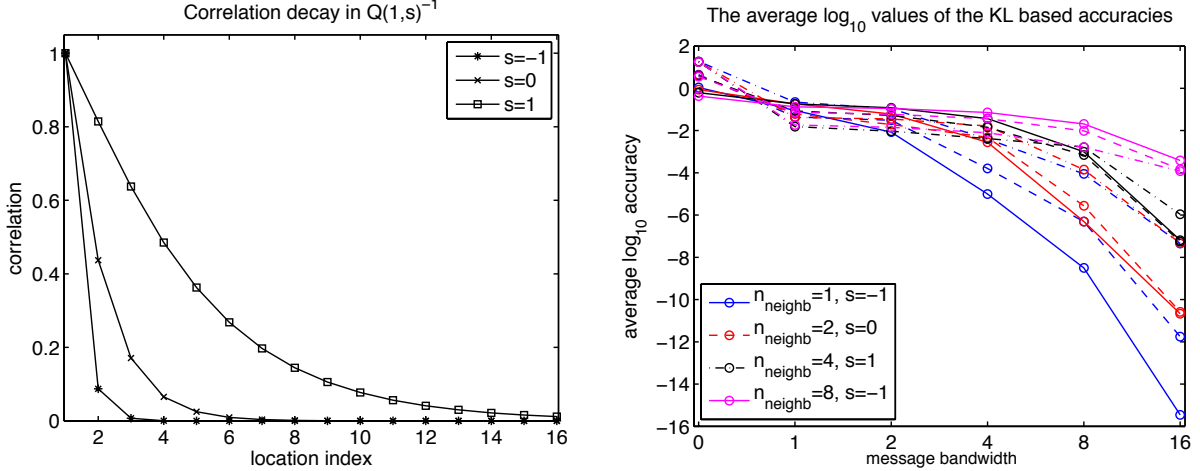 Correlation decay in Q(1,s)⁻¹
1
0.8
0.6
0.4
0.2
0
correlation
2 4 6 8 10 12 14 16
location index
s=−1
s=0
s=1
The average log₁₀ values of the KL based accuracies
2
0
−2
−4
−6
−8
−10
−12
−14
−16
average log₁₀ accuracy
0 1 2 4 8 16
message bandwidth
n_neighb=1, s=−1
n_neighb=2, s=0
n_neighb=4, s=1
n_neighb=8, s=−1